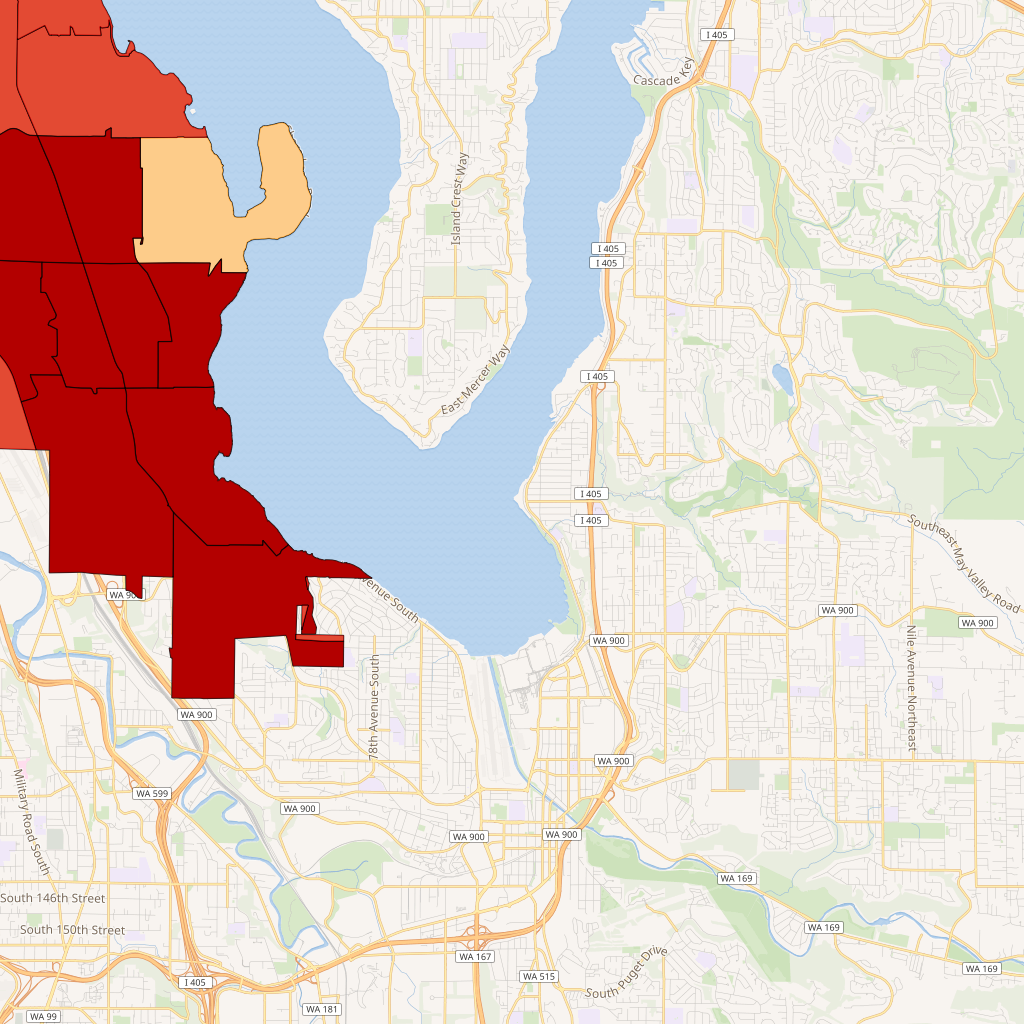 I 405
Cascade Key
Island Crest Way
I 405
I 405
East Mercer Way
I 405
I 405
I 405
Southeast May Valley Road
WA 900
WA 900
WA 900
WA 900
Nile Avenue Northeast
78th Avenue South
WA 900
WA 900
Military Road South
WA 599
WA 900
WA 900
WA 900
WA 169
South 146th Street
South 150th Street
WA 169
WA 167
South Puget Drive
WA 515
WA 169
I 405
WA 181
WA 99